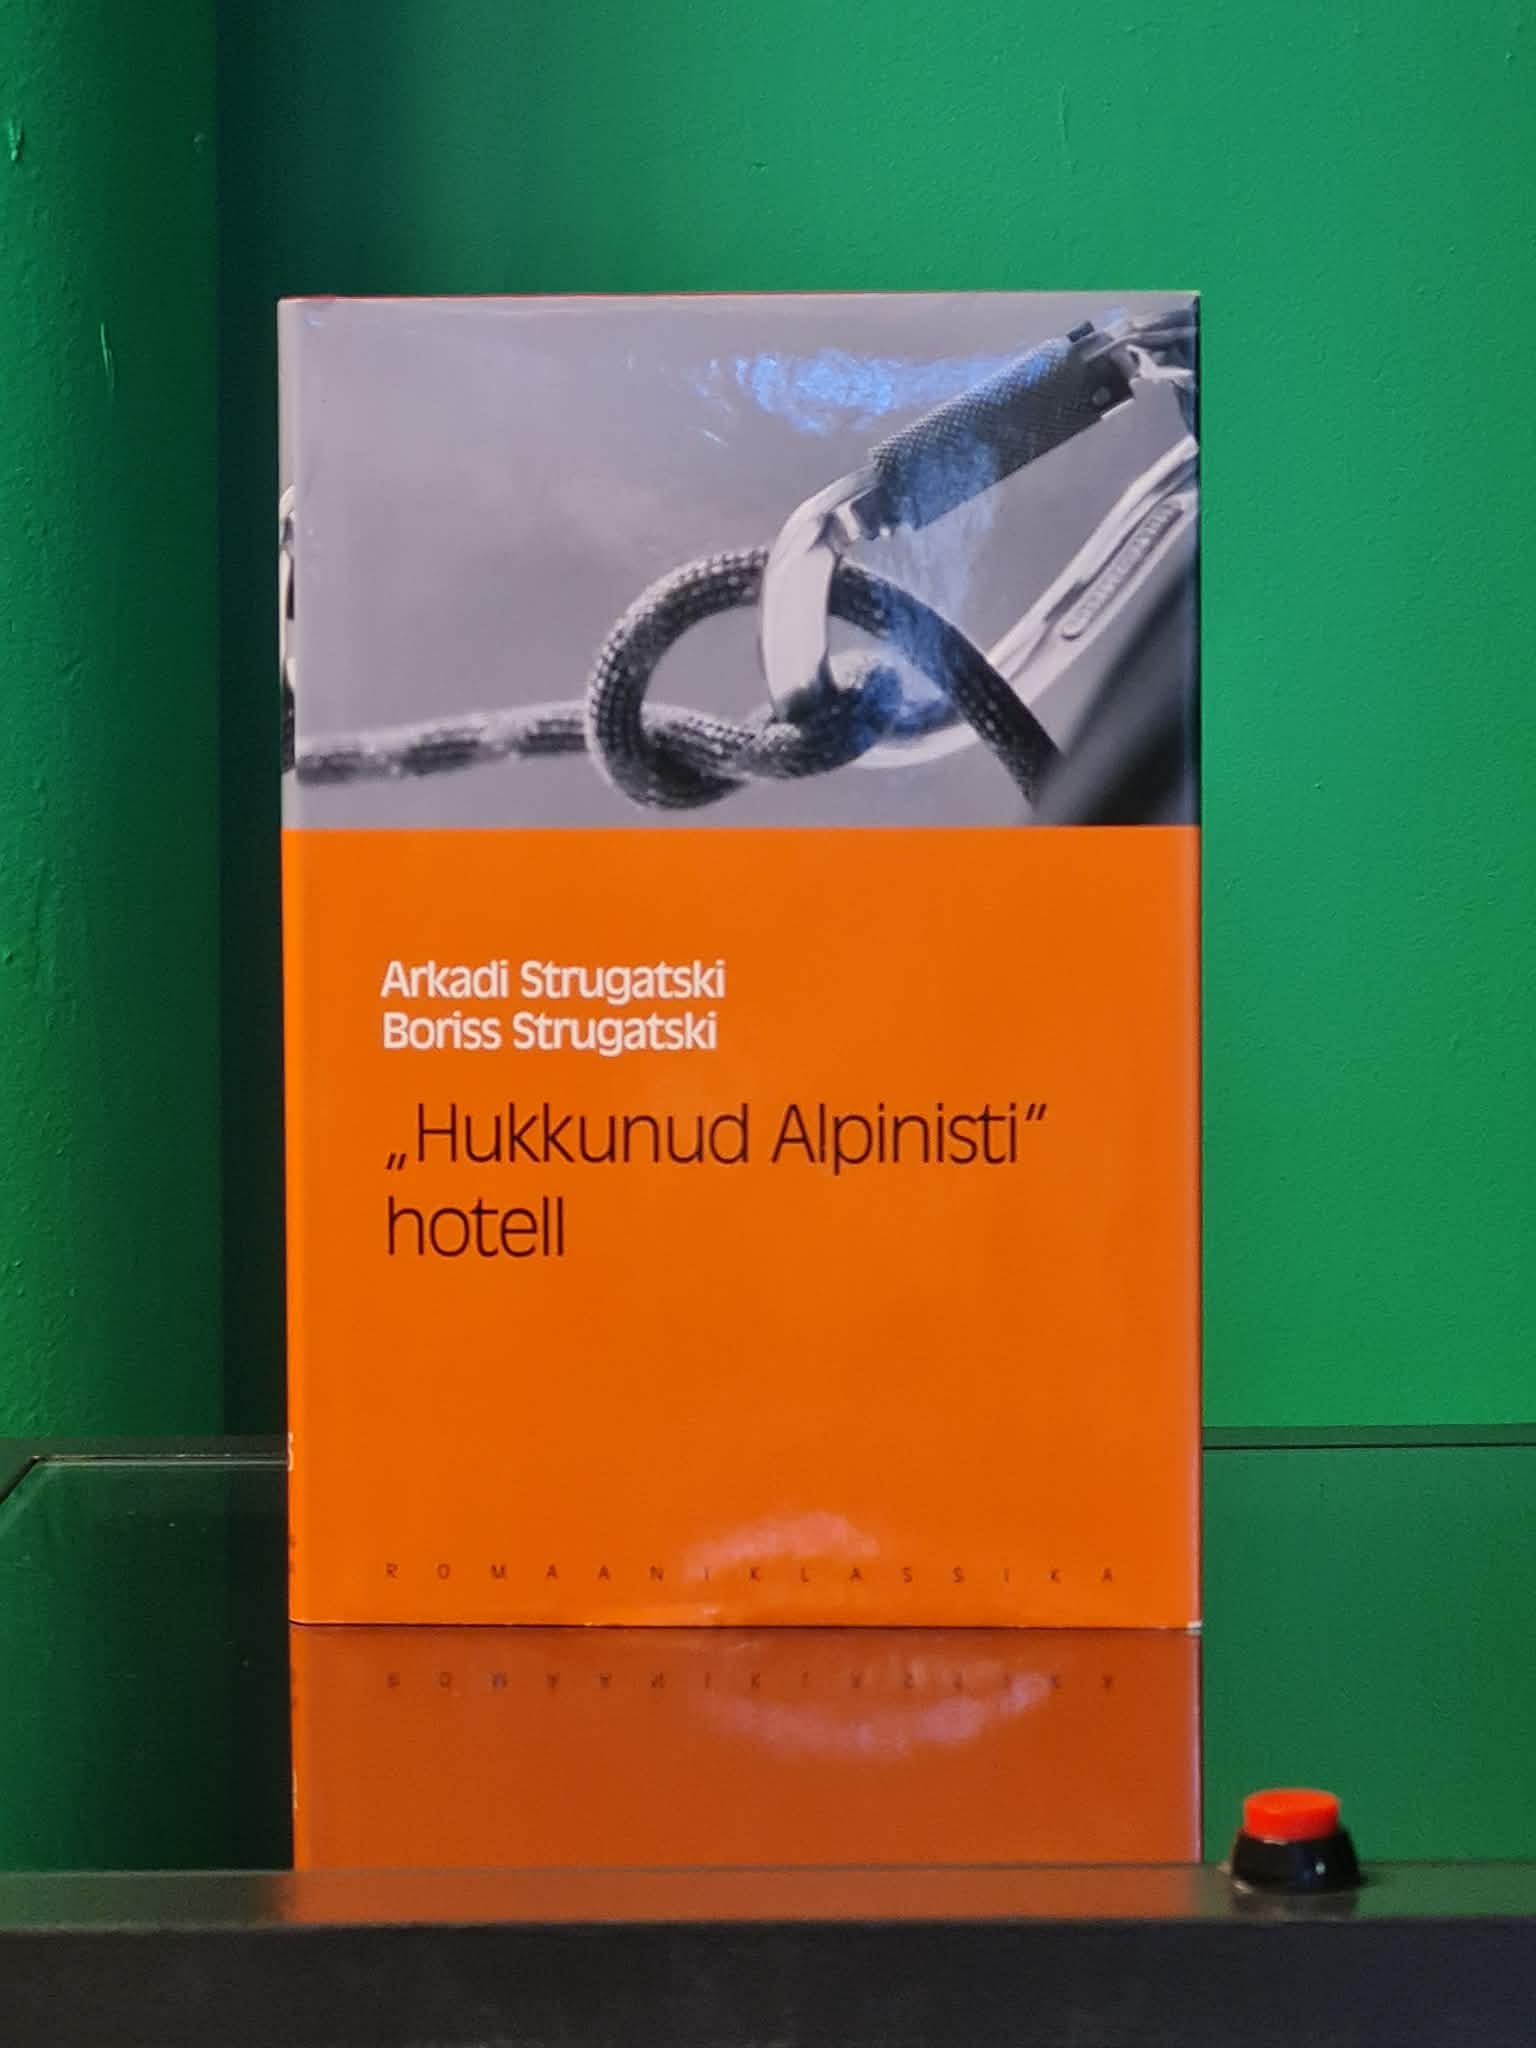 Arkadi Strugatski
Boriss Strugatski
„Hukkunud Alpinisti“
hotell
ROMAANIKLASSIKA